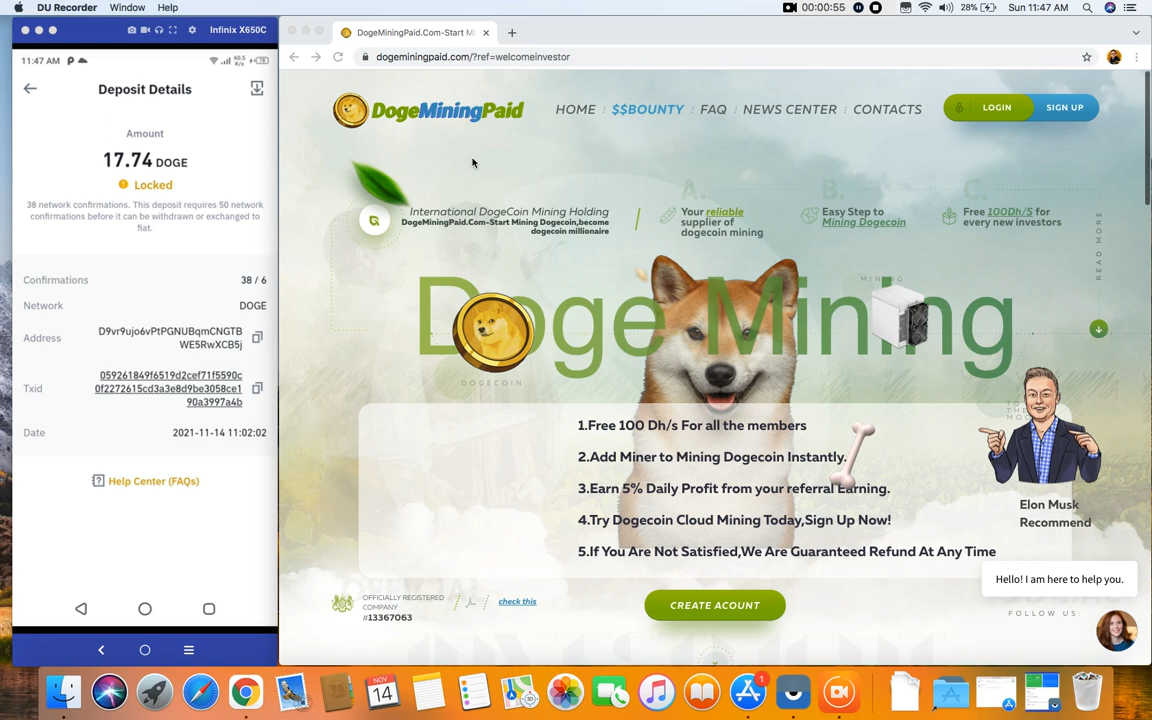 DU Recorder Window Help
00:00:55
28%
Sun 11:47 AM
Infinix X650C
11:47 AM
Deposit Details
Amount
17.74 DOGE
Locked
38 network confirmations. This deposit requires 50 network
confirmations before it can be withdrawn or exchanged to
fiat.
Confirmations 38 / 6
Network DOGE
Address D9vr9ujo6vPtPGNUBqmCNGTB
WE5RwXCB5j
Txid 059261849f6519d2cef71f5590c
0f2272615cd3a3e8d9be3058ce1
90a3997a4b
Date 2021-11-14 11:02:02
Help Center (FAQs)
DogeMiningPaid.Com-Start Mi
dogeminingpaid.com/?ref=welcomeinvestor
DogeMiningPaid
HOME $$BOUNTY FAQ NEWS CENTER CONTACTS
LOGIN SIGN UP
A. B. C.
International DogeCoin Mining Holding
DogeMiningPaid.Com-Start Mining Dogecoin,become
dogecoin millionaire
Your reliable
supplier of
dogecoin mining
Easy Step to
Mining Dogecoin
Free 100Dh/S for
every new investors
READ MORE
MINING
Doge Mining
DOGECOIN
1.Free 100 Dh/s For all the members
2.Add Miner to Mining Dogecoin Instantly.
3.Earn 5% Daily Profit from your referral Earning.
4.Try Dogecoin Cloud Mining Today,Sign Up Now!
5.If You Are Not Satisfied,We Are Guaranteed Refund At Any Time
Elon Musk
Recommend
Hello! I am here to help you.
OFFICIALLY REGISTERED
COMPANY
#13367063
check this
CREATE ACOUNT
FOLLOW US:
NOV
14
1